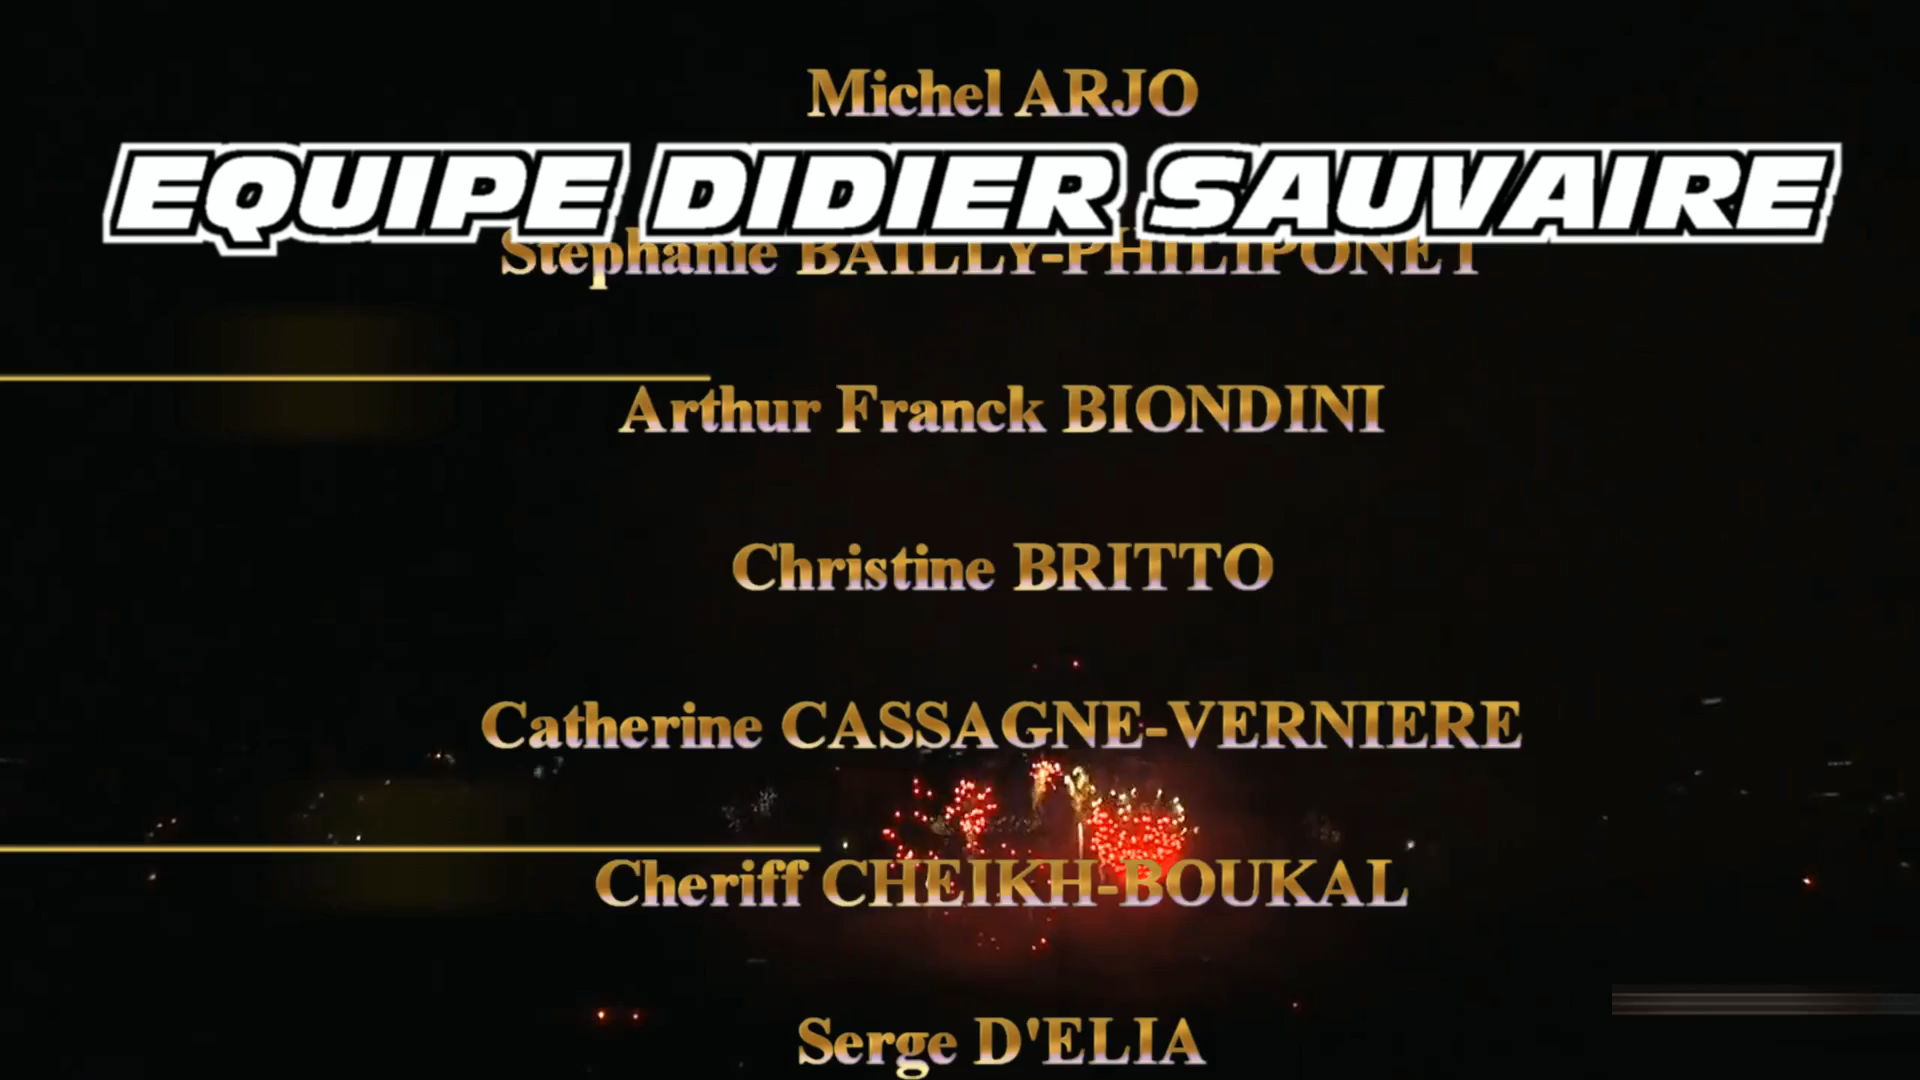 Michel ARJO
EQUIPE DIDIER SAUVAIRE
Stephanie BAILLY-PHILIPONET
Arthur Franck BIONDINI
Christine BRITTO
Catherine CASSAGNE-VERNIERE
Cheriff CHEIKH-BOUKAL
Serge D'ELIA